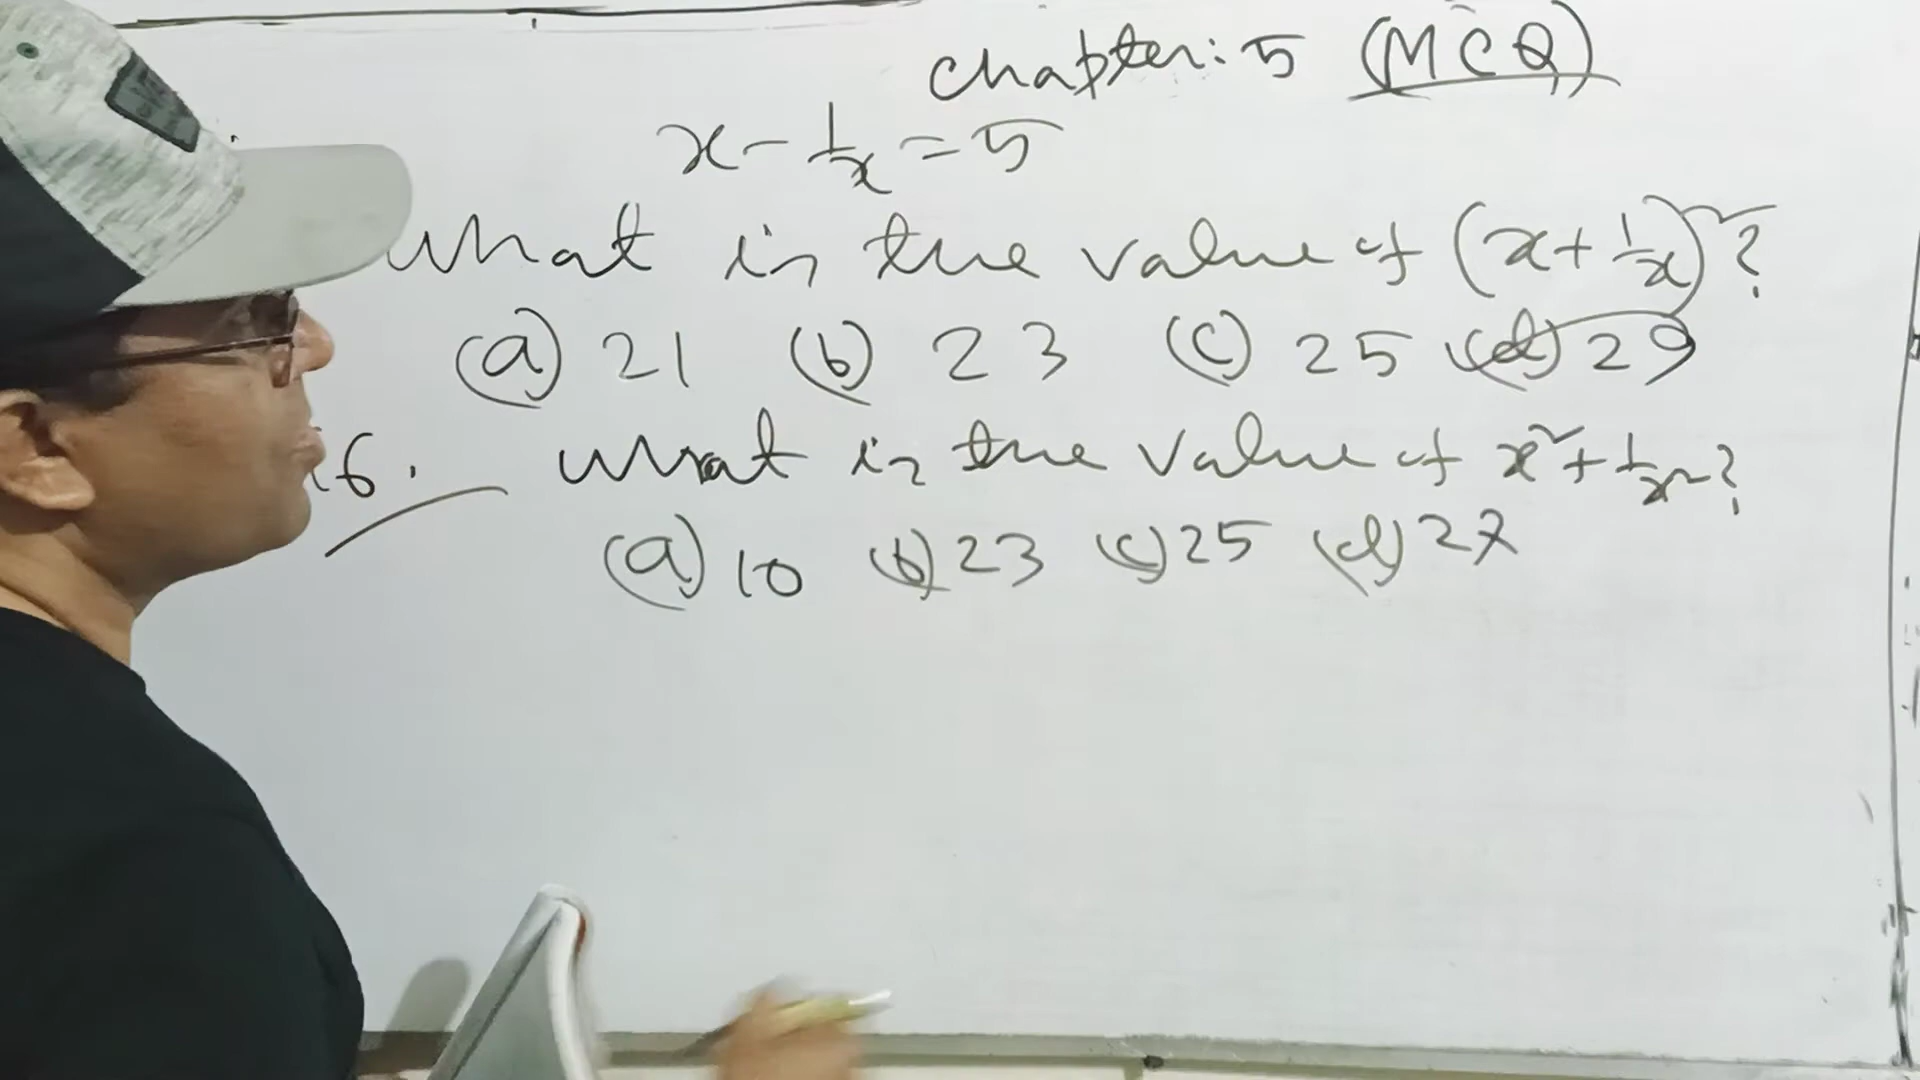 Chapter: 5 (MCQ)
x - 1/x = 5
What is the value of (x + 1/x)² ?
(a) 21 (b) 23 (c) 25 (d) 29
16. What is the value of x² + 1/x² ?
(a) 10 (b) 23 (c) 25 (d) 27